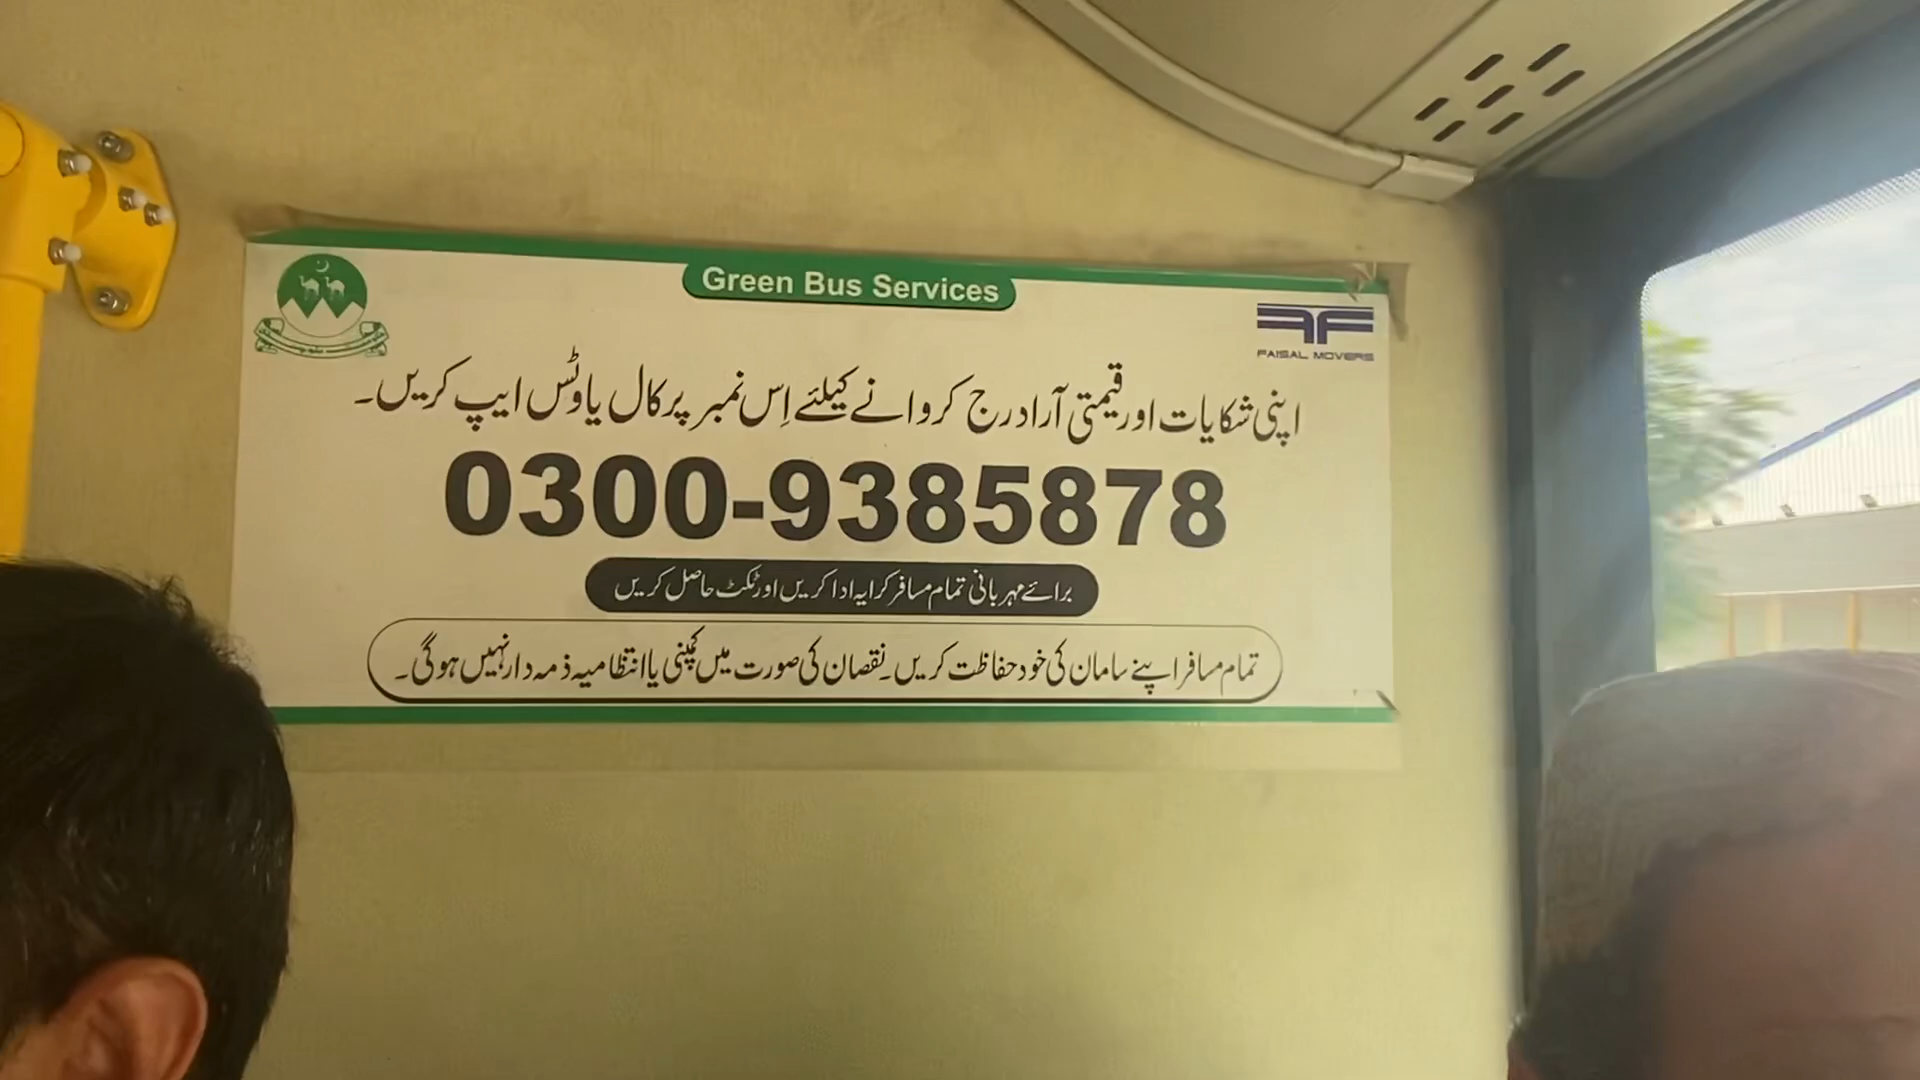 Green Bus Services
FAISAL MOVERS
اپنی شکایات اور قیمتی آرا درج کروانے کیلئے اِس نمبر پر کال یا وٹس ایپ کریں۔
0300-9385878
برائے مہربانی تمام مسافر کرایہ ادا کریں اور ٹکٹ حاصل کریں
تمام مسافر اپنے سامان کی خود حفاظت کریں۔ نقصان کی صورت میں کمپنی یا انتظامیہ ذمہ دار نہیں ہوگی۔